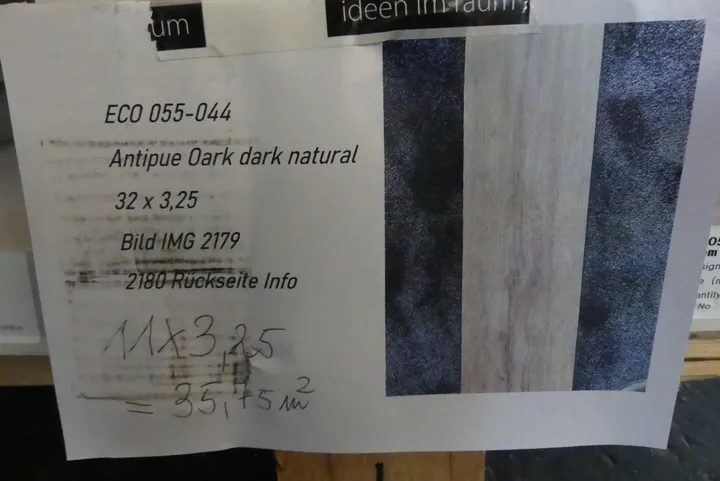 um
ideen im raum
ECO 055-044
Antipue Oark dark natural
32 x 3,25
Bild IMG 2179
2180 Rückseite Info
11x3,25
= 35,75 m²